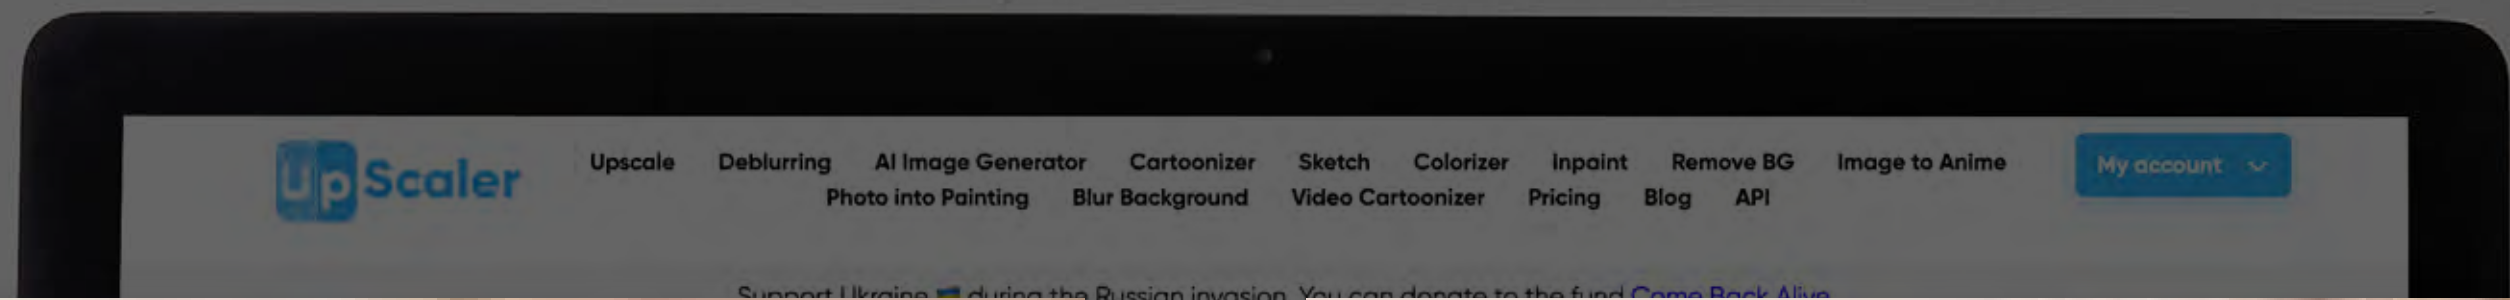 UpScaler
Upscale Deblurring AI Image Generator Cartoonizer Sketch Colorizer Inpaint Remove BG Image to Anime
My account
Photo into Painting Blur Background Video Cartoonizer Pricing Blog API
Support Ukraine 🇺🇦 during the Russian invasion. You can donate to the fund Come Back Alive